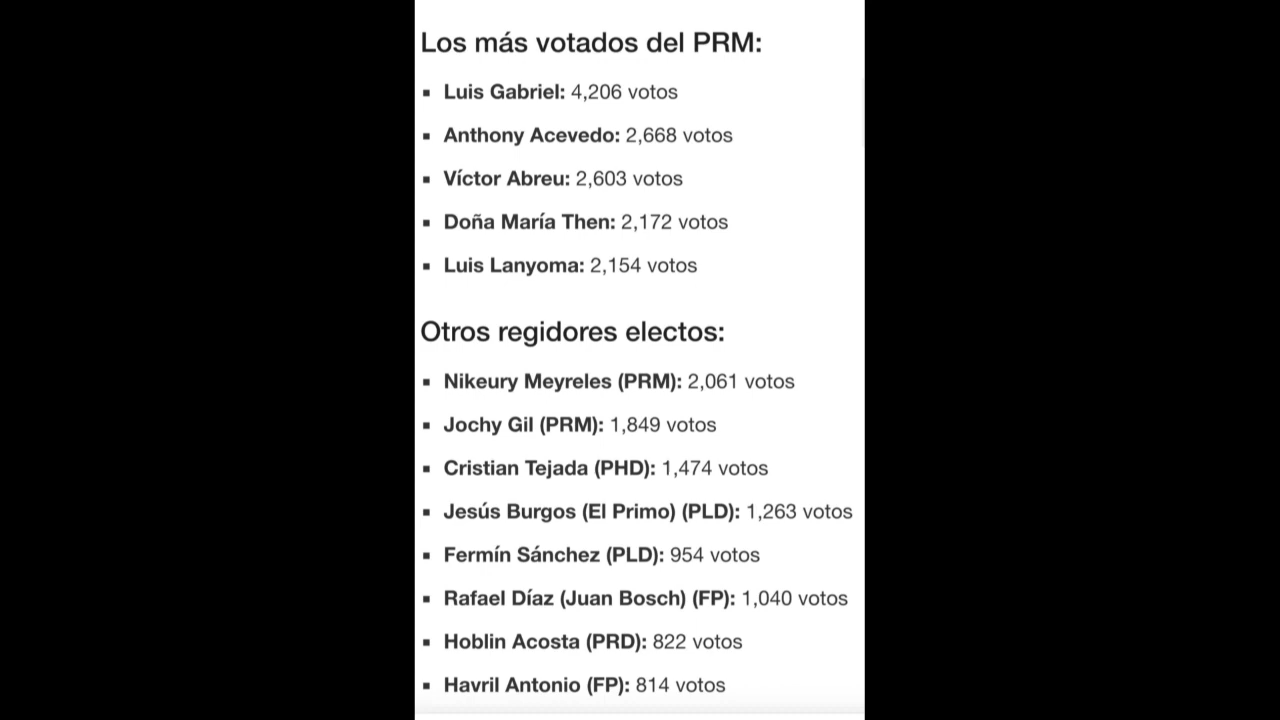 Los más votados del PRM:
▪ Luis Gabriel: 4,206 votos
▪ Anthony Acevedo: 2,668 votos
▪ Víctor Abreu: 2,603 votos
▪ Doña María Then: 2,172 votos
▪ Luis Lanyoma: 2,154 votos
Otros regidores electos:
▪ Nikeury Meyreles (PRM): 2,061 votos
▪ Jochy Gil (PRM): 1,849 votos
▪ Cristian Tejada (PHD): 1,474 votos
▪ Jesús Burgos (El Primo) (PLD): 1,263 votos
▪ Fermín Sánchez (PLD): 954 votos
▪ Rafael Díaz (Juan Bosch) (FP): 1,040 votos
▪ Hoblin Acosta (PRD): 822 votos
▪ Havril Antonio (FP): 814 votos